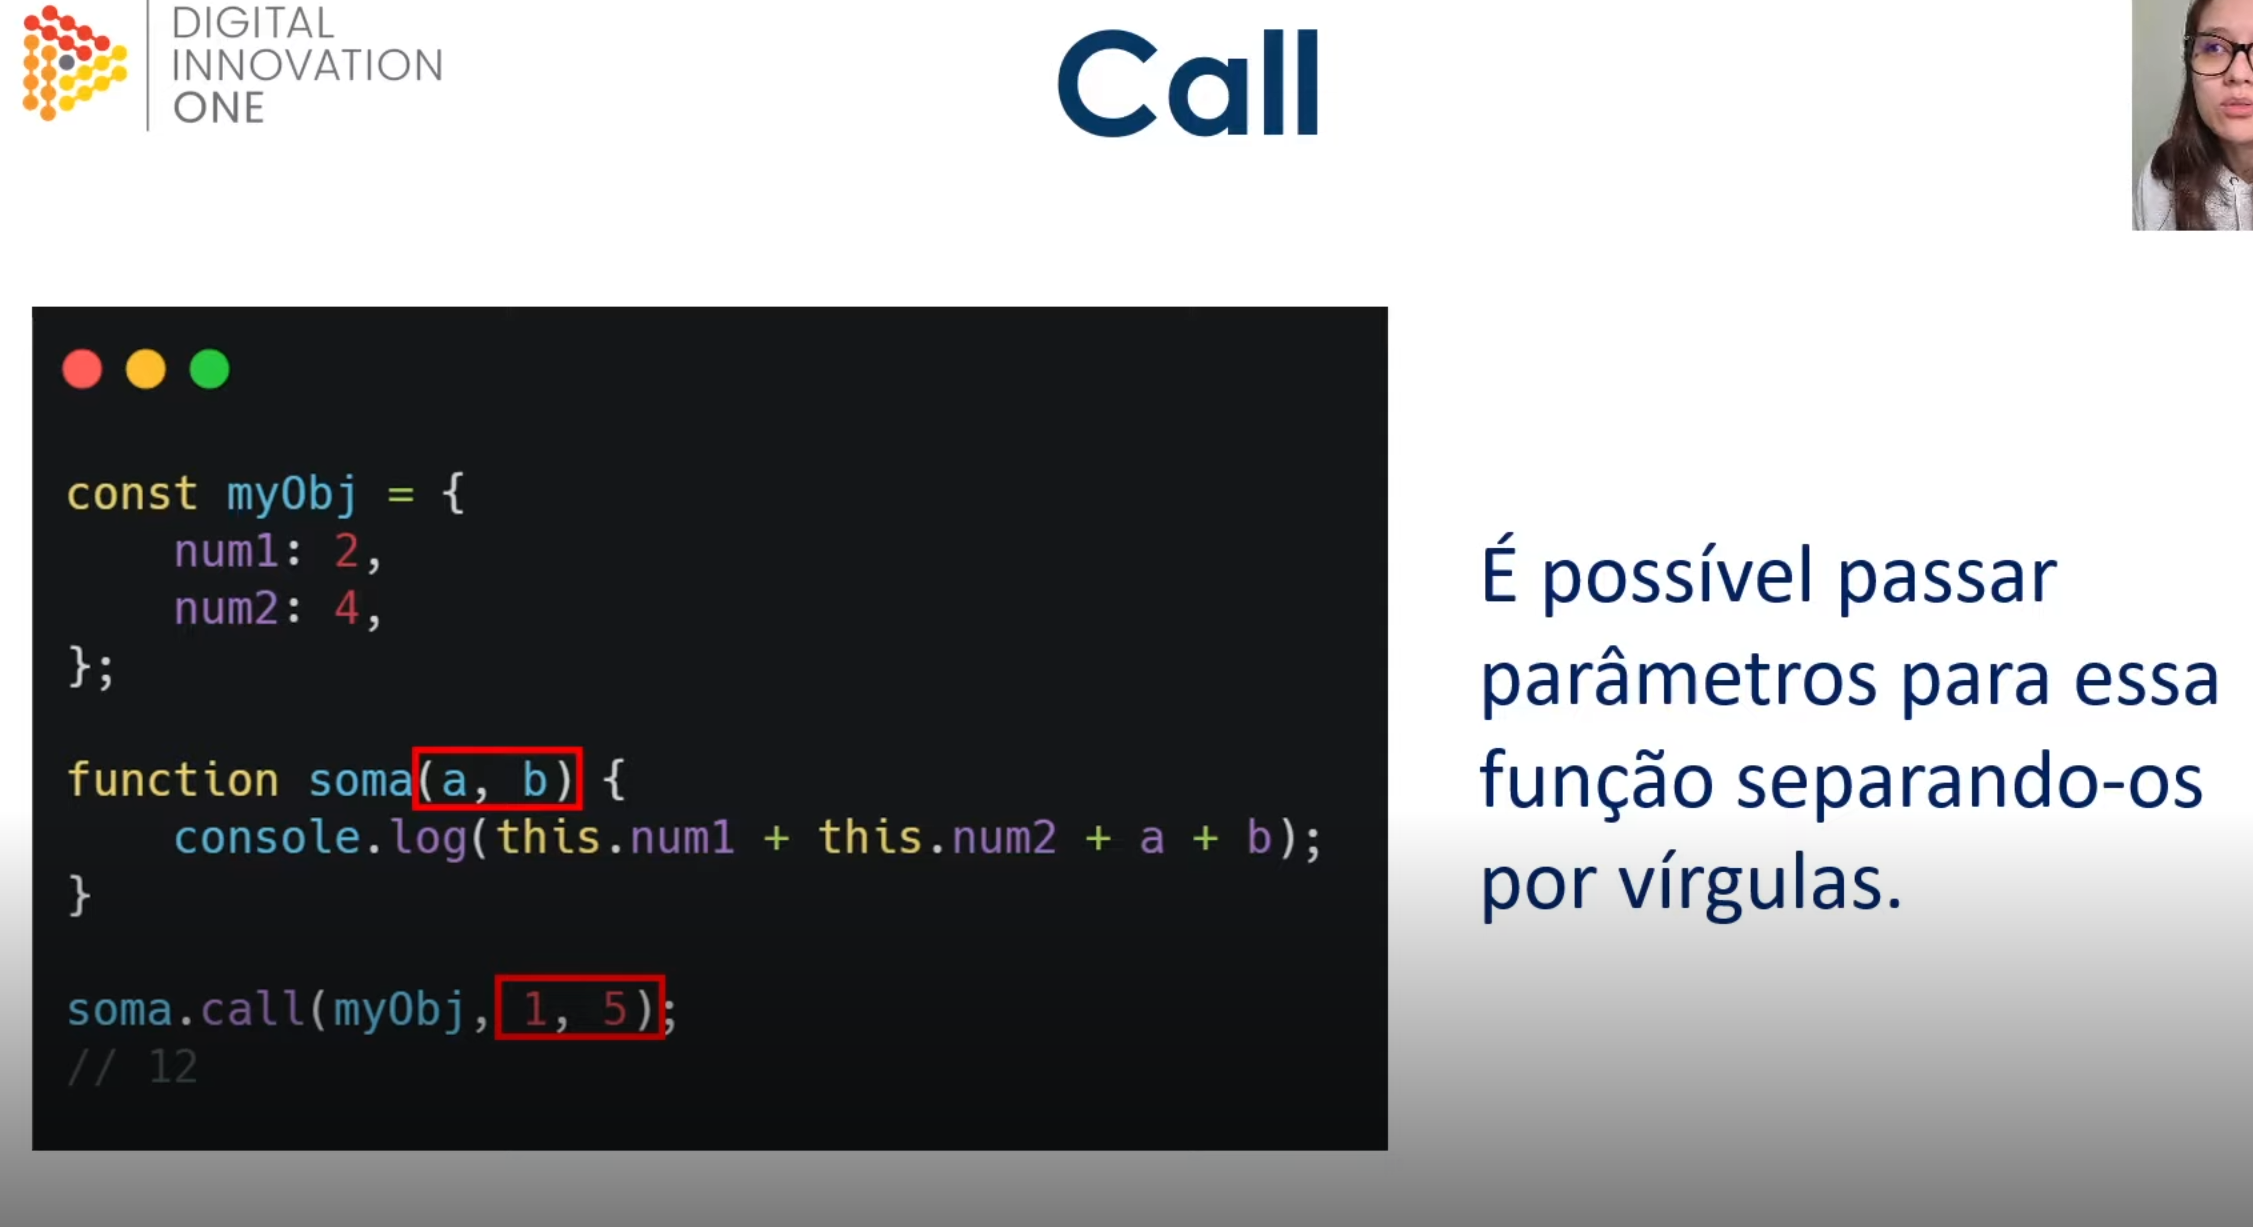 DIGITAL
INNOVATION
ONE
Call
const myObj = {
    num1: 2,
    num2: 4,
};
function soma(a, b) {
    console.log(this.num1 + this.num2 + a + b);
}
soma.call(myObj, 1, 5);
// 12
É possível passar
parâmetros para essa
função separando-os
por vírgulas.